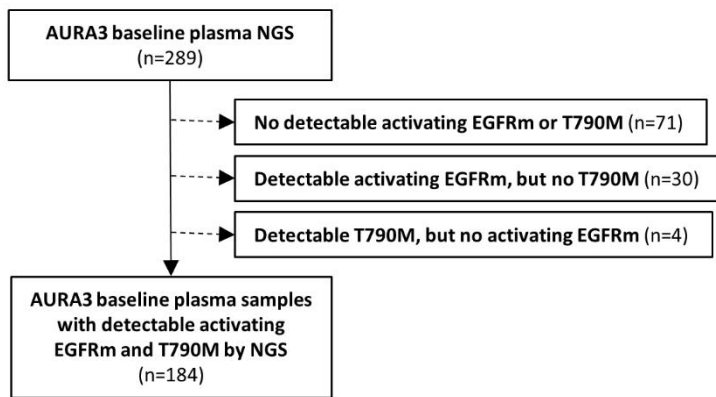 AURA3 baseline plasma NGS
(n=289)
No detectable activating EGFRm or T790M (n=71)
Detectable activating EGFRm, but no T790M (n=30)
Detectable T790M, but no activating EGFRm (n=4)
AURA3 baseline plasma samples
with detectable activating
EGFRm and T790M by NGS
(n=184)